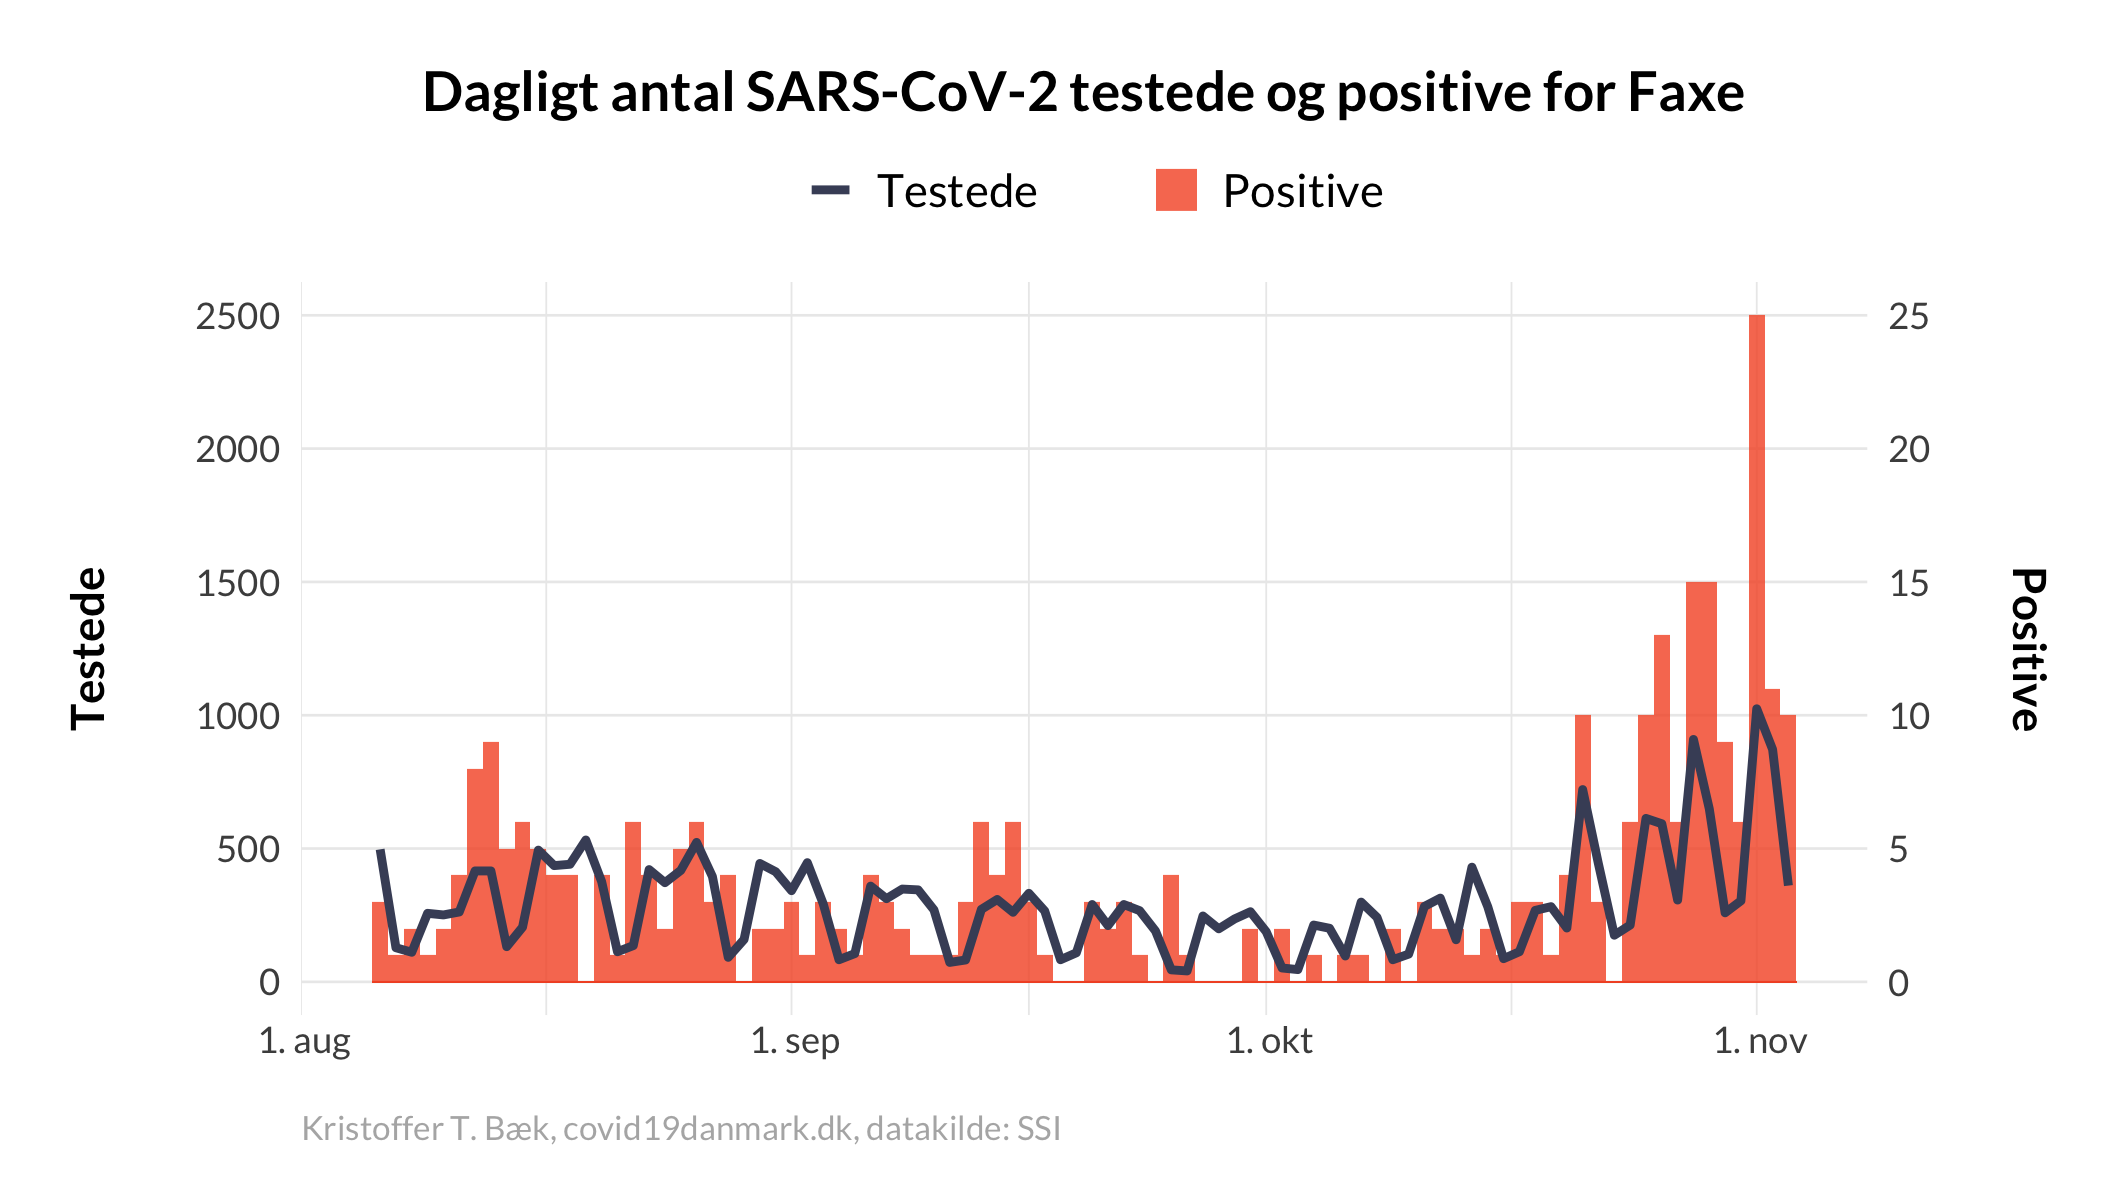 Dagligt antal SARS-CoV-2 testede og positive for Faxe
Testede
Positive
2500
2000
1500
1000
500
0
Testede
25
20
15
10
5
0
Positive
1. aug
1. sep
1. okt
1. nov
Kristoffer T. Bæk, covid19danmark.dk, datakilde: SSI